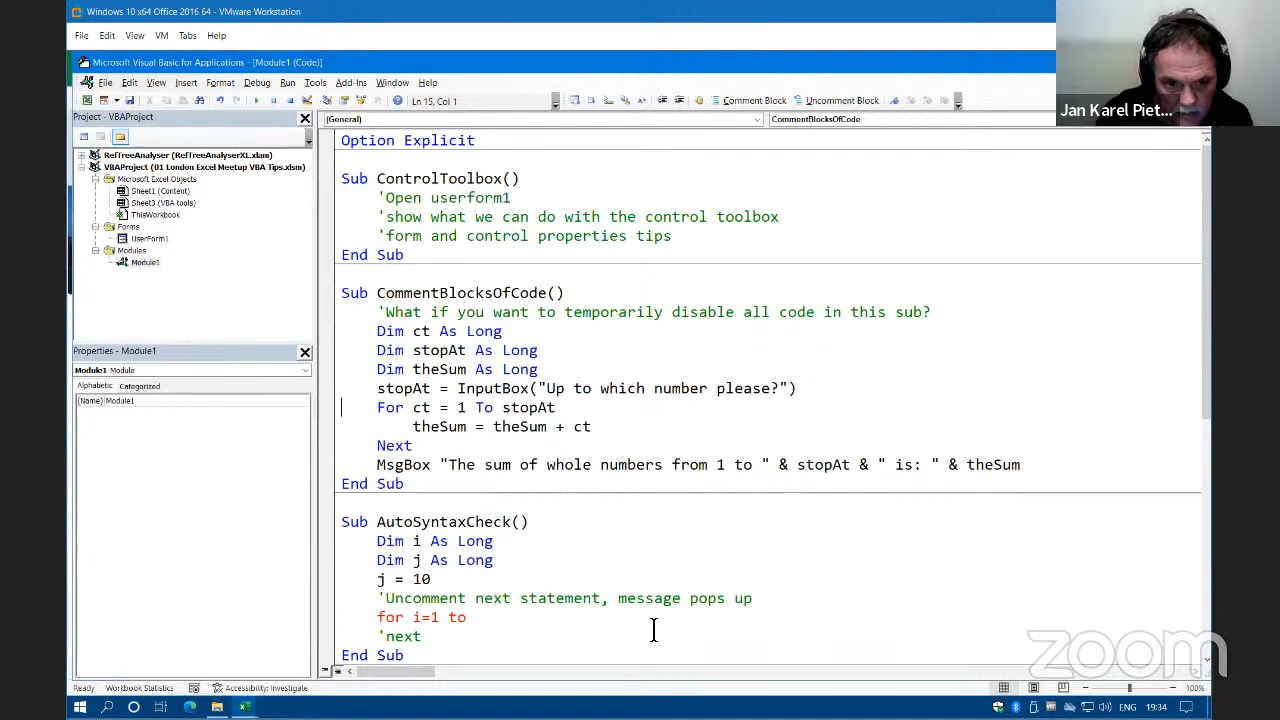 Windows 10 x64 Office 2016 64 - VMware Workstation
File Edit View VM Tabs Help
Microsoft Visual Basic for Applications - [Module1 (Code)]
File Edit View Insert Format Debug Run Tools Add-Ins Window Help
Ln 15, Col 1
Comment Block Uncomment Block
Jan Karel Piet...
Project - VBAProject
(General) CommentBlocksOfCode
RefTreeAnalyser (RefTreeAnalyserXL.xlam)
VBAProject (01 London Excel Meetup VBA Tips.xlsm)
Microsoft Excel Objects
Sheet1 (Content)
Sheet3 (VBA tools)
ThisWorkbook
Forms
UserForm1
Modules
Module1
Properties - Module1
Module1 Module
Alphabetic Categorized
(Name) Module1
Option Explicit
Sub ControlToolbox()
'Open userform1
'show what we can do with the control toolbox
'form and control properties tips
End Sub
Sub CommentBlocksOfCode()
'What if you want to temporarily disable all code in this sub?
Dim ct As Long
Dim stopAt As Long
Dim theSum As Long
stopAt = InputBox("Up to which number please?")
For ct = 1 To stopAt
theSum = theSum + ct
Next
MsgBox "The sum of whole numbers from 1 to " & stopAt & " is: " & theSum
End Sub
Sub AutoSyntaxCheck()
Dim i As Long
Dim j As Long
j = 10
'Uncomment next statement, message pops up
for i=1 to
'next
End Sub
zoom
Ready Workbook Statistics Accessibility: Investigate 100%
ENG 19:34